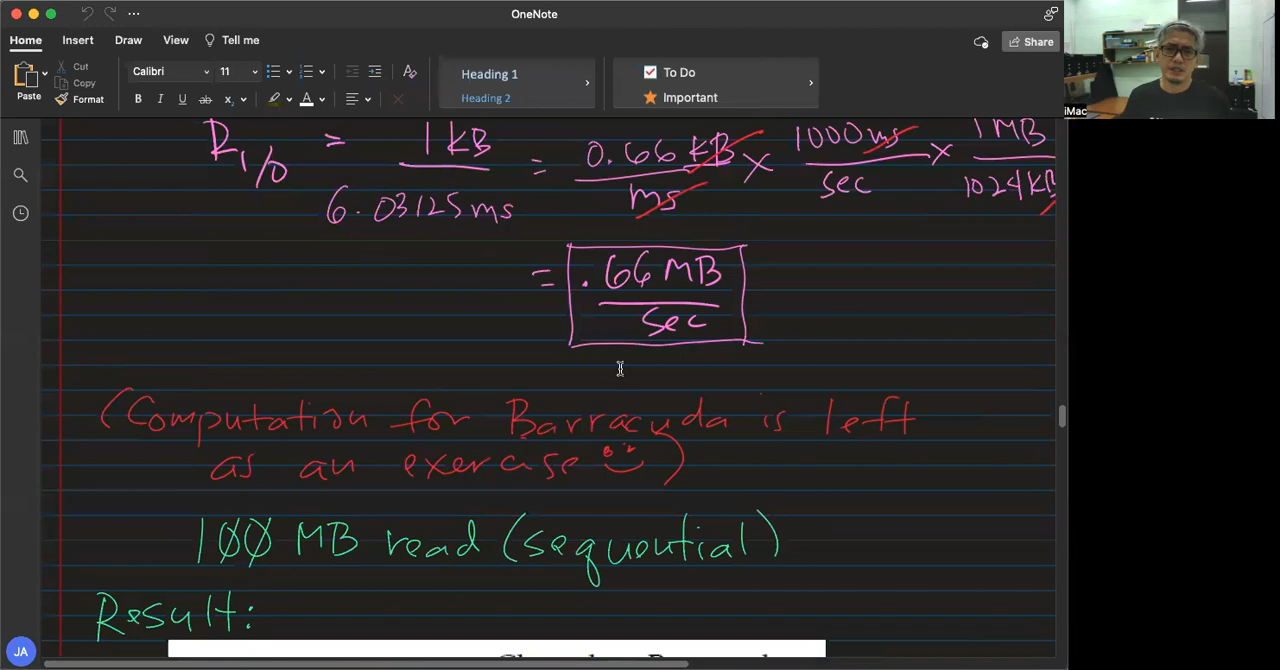 OneNote
Home Insert Draw View Tell me
Share
Paste
Cut
Copy
Format
Calibri 11
B I U ab x
Heading 1
Heading 2
To Do
Important
iMac
R I/O = 1 KB / 6.03125 ms = 0.66 KB / ms × 1000 ms / sec × 1 MB / 1024 KB
= .66 MB / sec
(Computation for Barracuda is left
as an exercise )
100 MB read (sequential)
Result:
JA